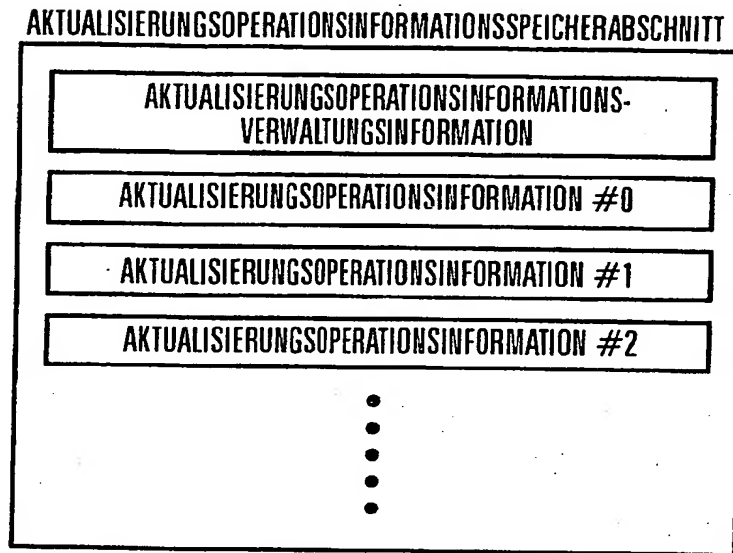 AKTUALISIERUNGSOPERATIONSINFORMATIONSSPEICHERABSCHNITT
AKTUALISIERUNGSOPERATIONSINFORMATIONS-
VERWALTUNGSINFORMATION
AKTUALISIERUNGSOPERATIONSINFORMATION #0
AKTUALISIERUNGSOPERATIONSINFORMATION #1
AKTUALISIERUNGSOPERATIONSINFORMATION #2